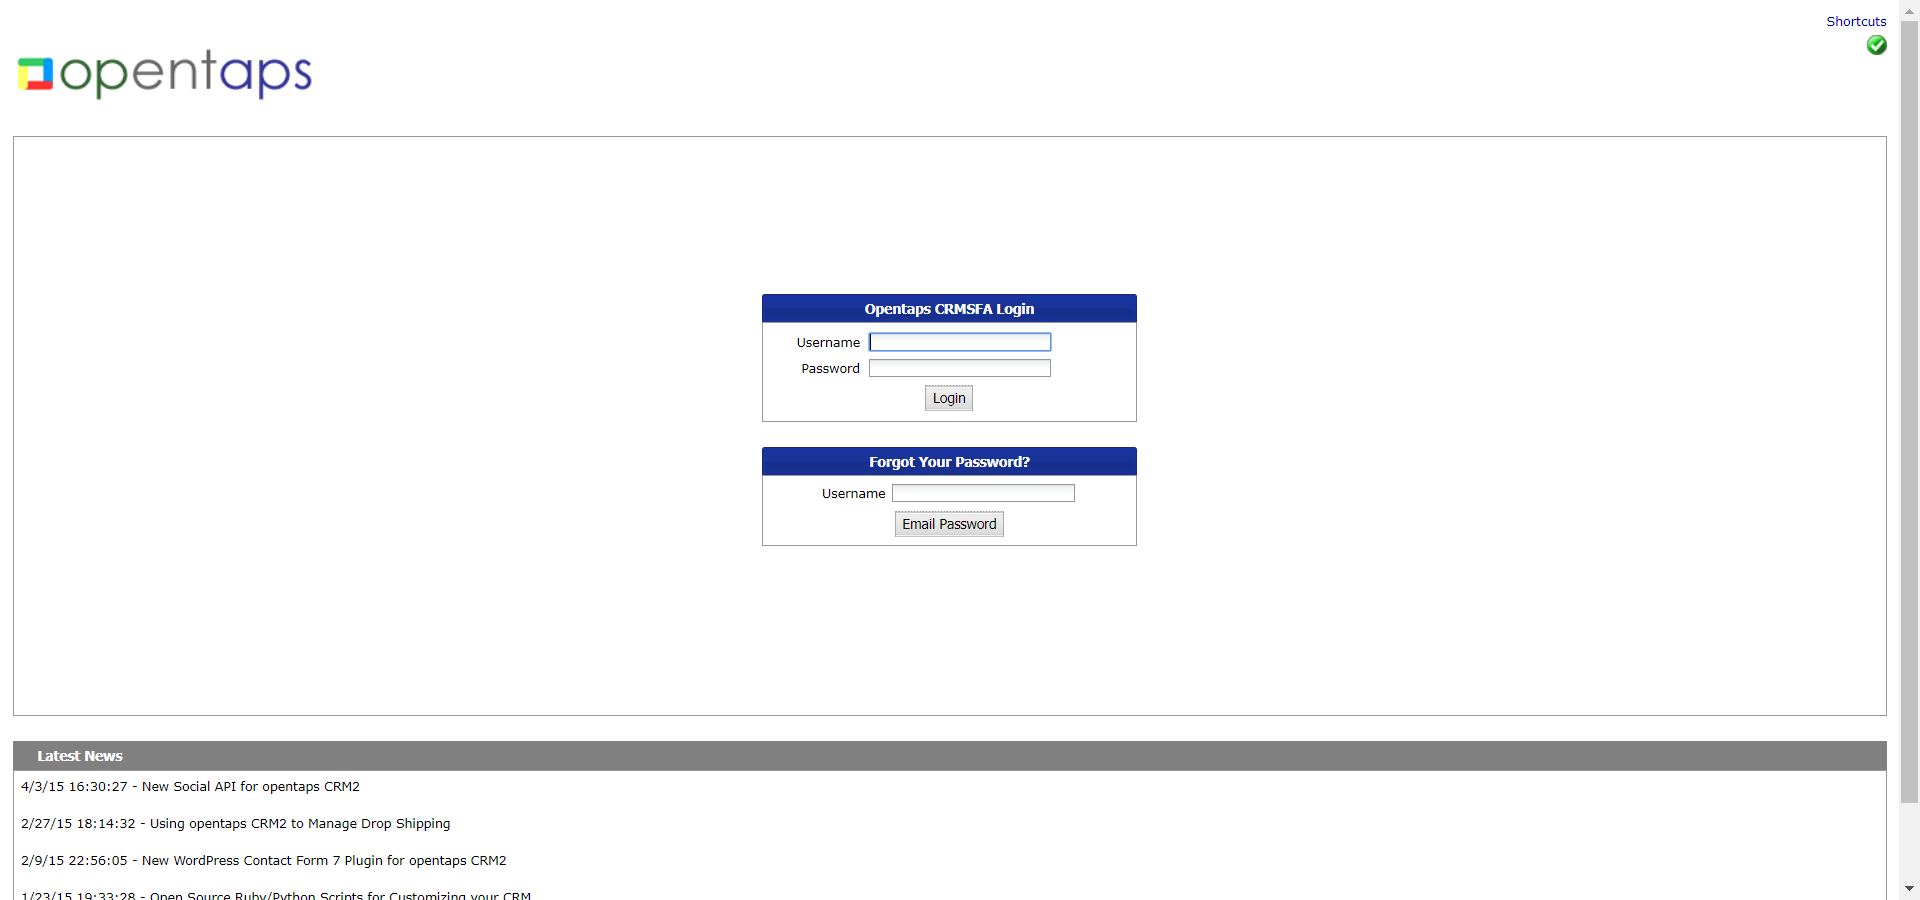 Shortcuts
opentaps
Opentaps CRMSFA Login
Username
Password
Login
Forgot Your Password?
Username
Email Password
Latest News
4/3/15 16:30:27 - New Social API for opentaps CRM2
2/27/15 18:14:32 - Using opentaps CRM2 to Manage Drop Shipping
2/9/15 22:56:05 - New WordPress Contact Form 7 Plugin for opentaps CRM2
1/23/15 19:33:28 - Open Source Ruby/Python Scripts for Customizing your CRM